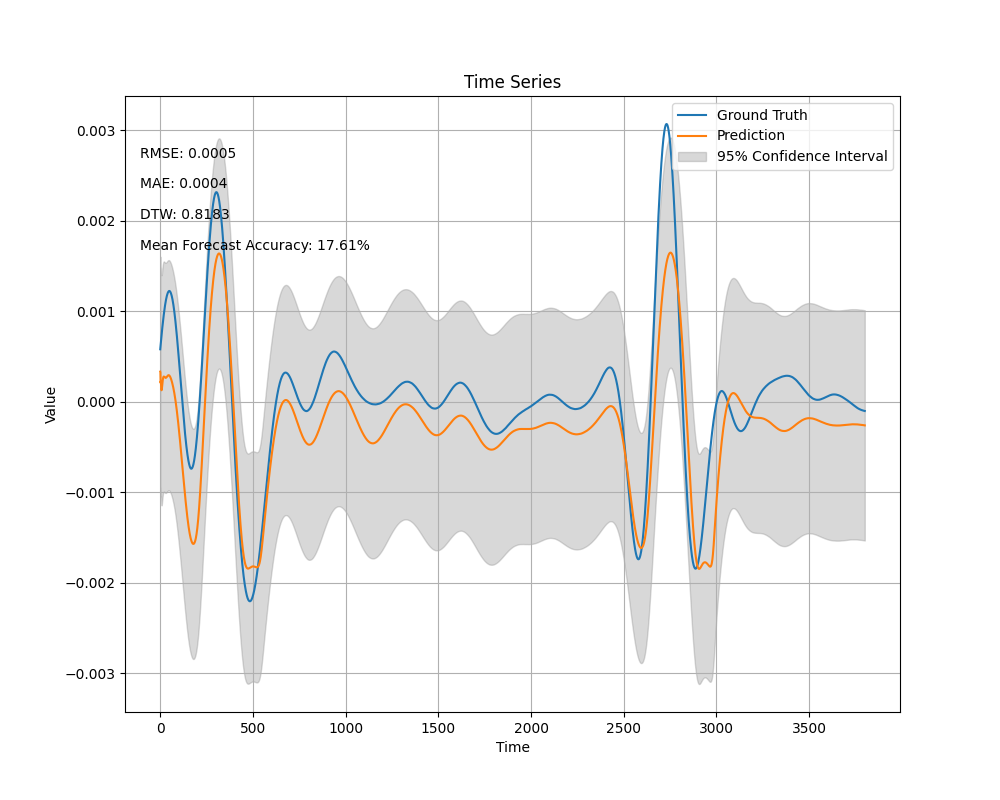 Time Series
Ground Truth
Prediction
95% Confidence Interval
RMSE: 0.0005
MAE: 0.0004
DTW: 0.8183
Mean Forecast Accuracy: 17.61%
Value
0.003
0.002
0.001
0.000
−0.001
−0.002
−0.003
0 500 1000 1500 2000 2500 3000 3500
Time